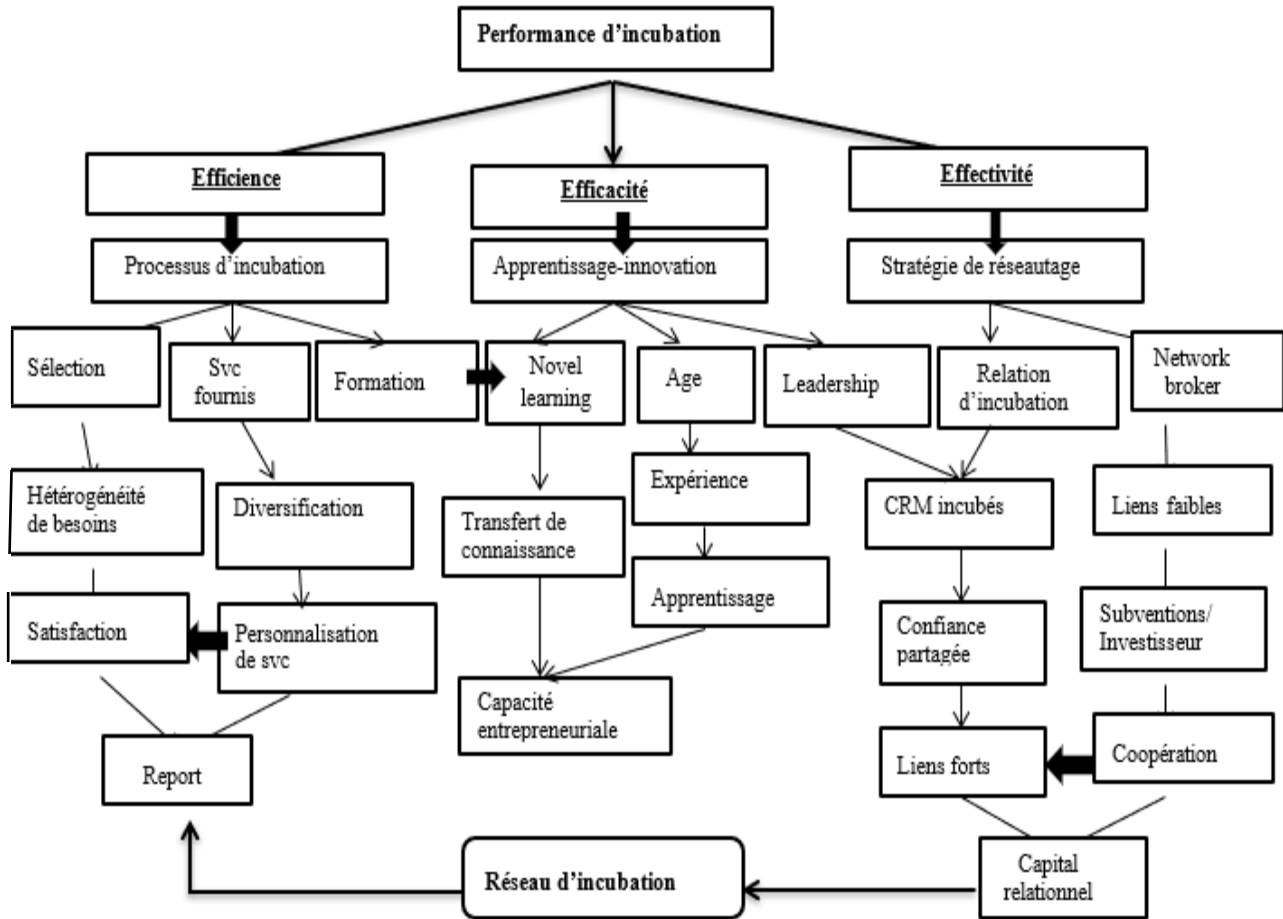 Performance d'incubation
Efficience
Efficacité
Effectivité
Processus d'incubation
Apprentissage-innovation
Stratégie de réseautage
Sélection
Svc
fournis
Formation
Novel
learning
Age
Leadership
Relation
d'incubation
Network
broker
Hétérogénéité
de besoins
Diversification
Transfert de
connaissance
Expérience
CRM incubés
Liens faibles
Apprentissage
Satisfaction
Personnalisation
de svc
Confiance
partagée
Subventions/
Investisseur
Capacité
entrepreneuriale
Report
Liens forts
Coopération
Réseau d'incubation
Capital
relationnel